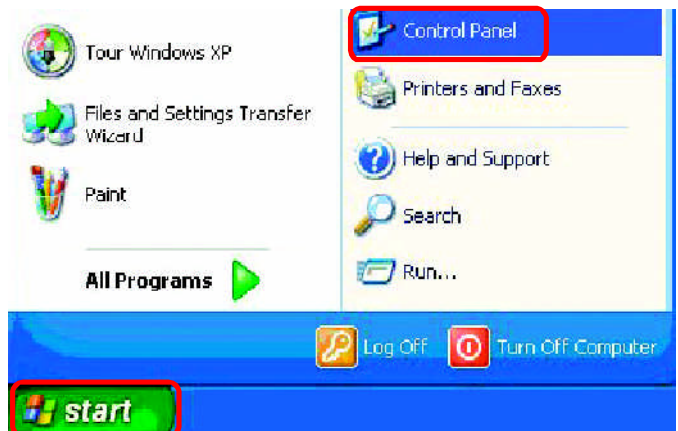 Tour Windows XP
Files and Settings Transfer
Wizard
Paint
All Programs
Control Panel
Printers and Faxes
Help and Support
Search
Run...
Log Off
Turn Off Computer
start